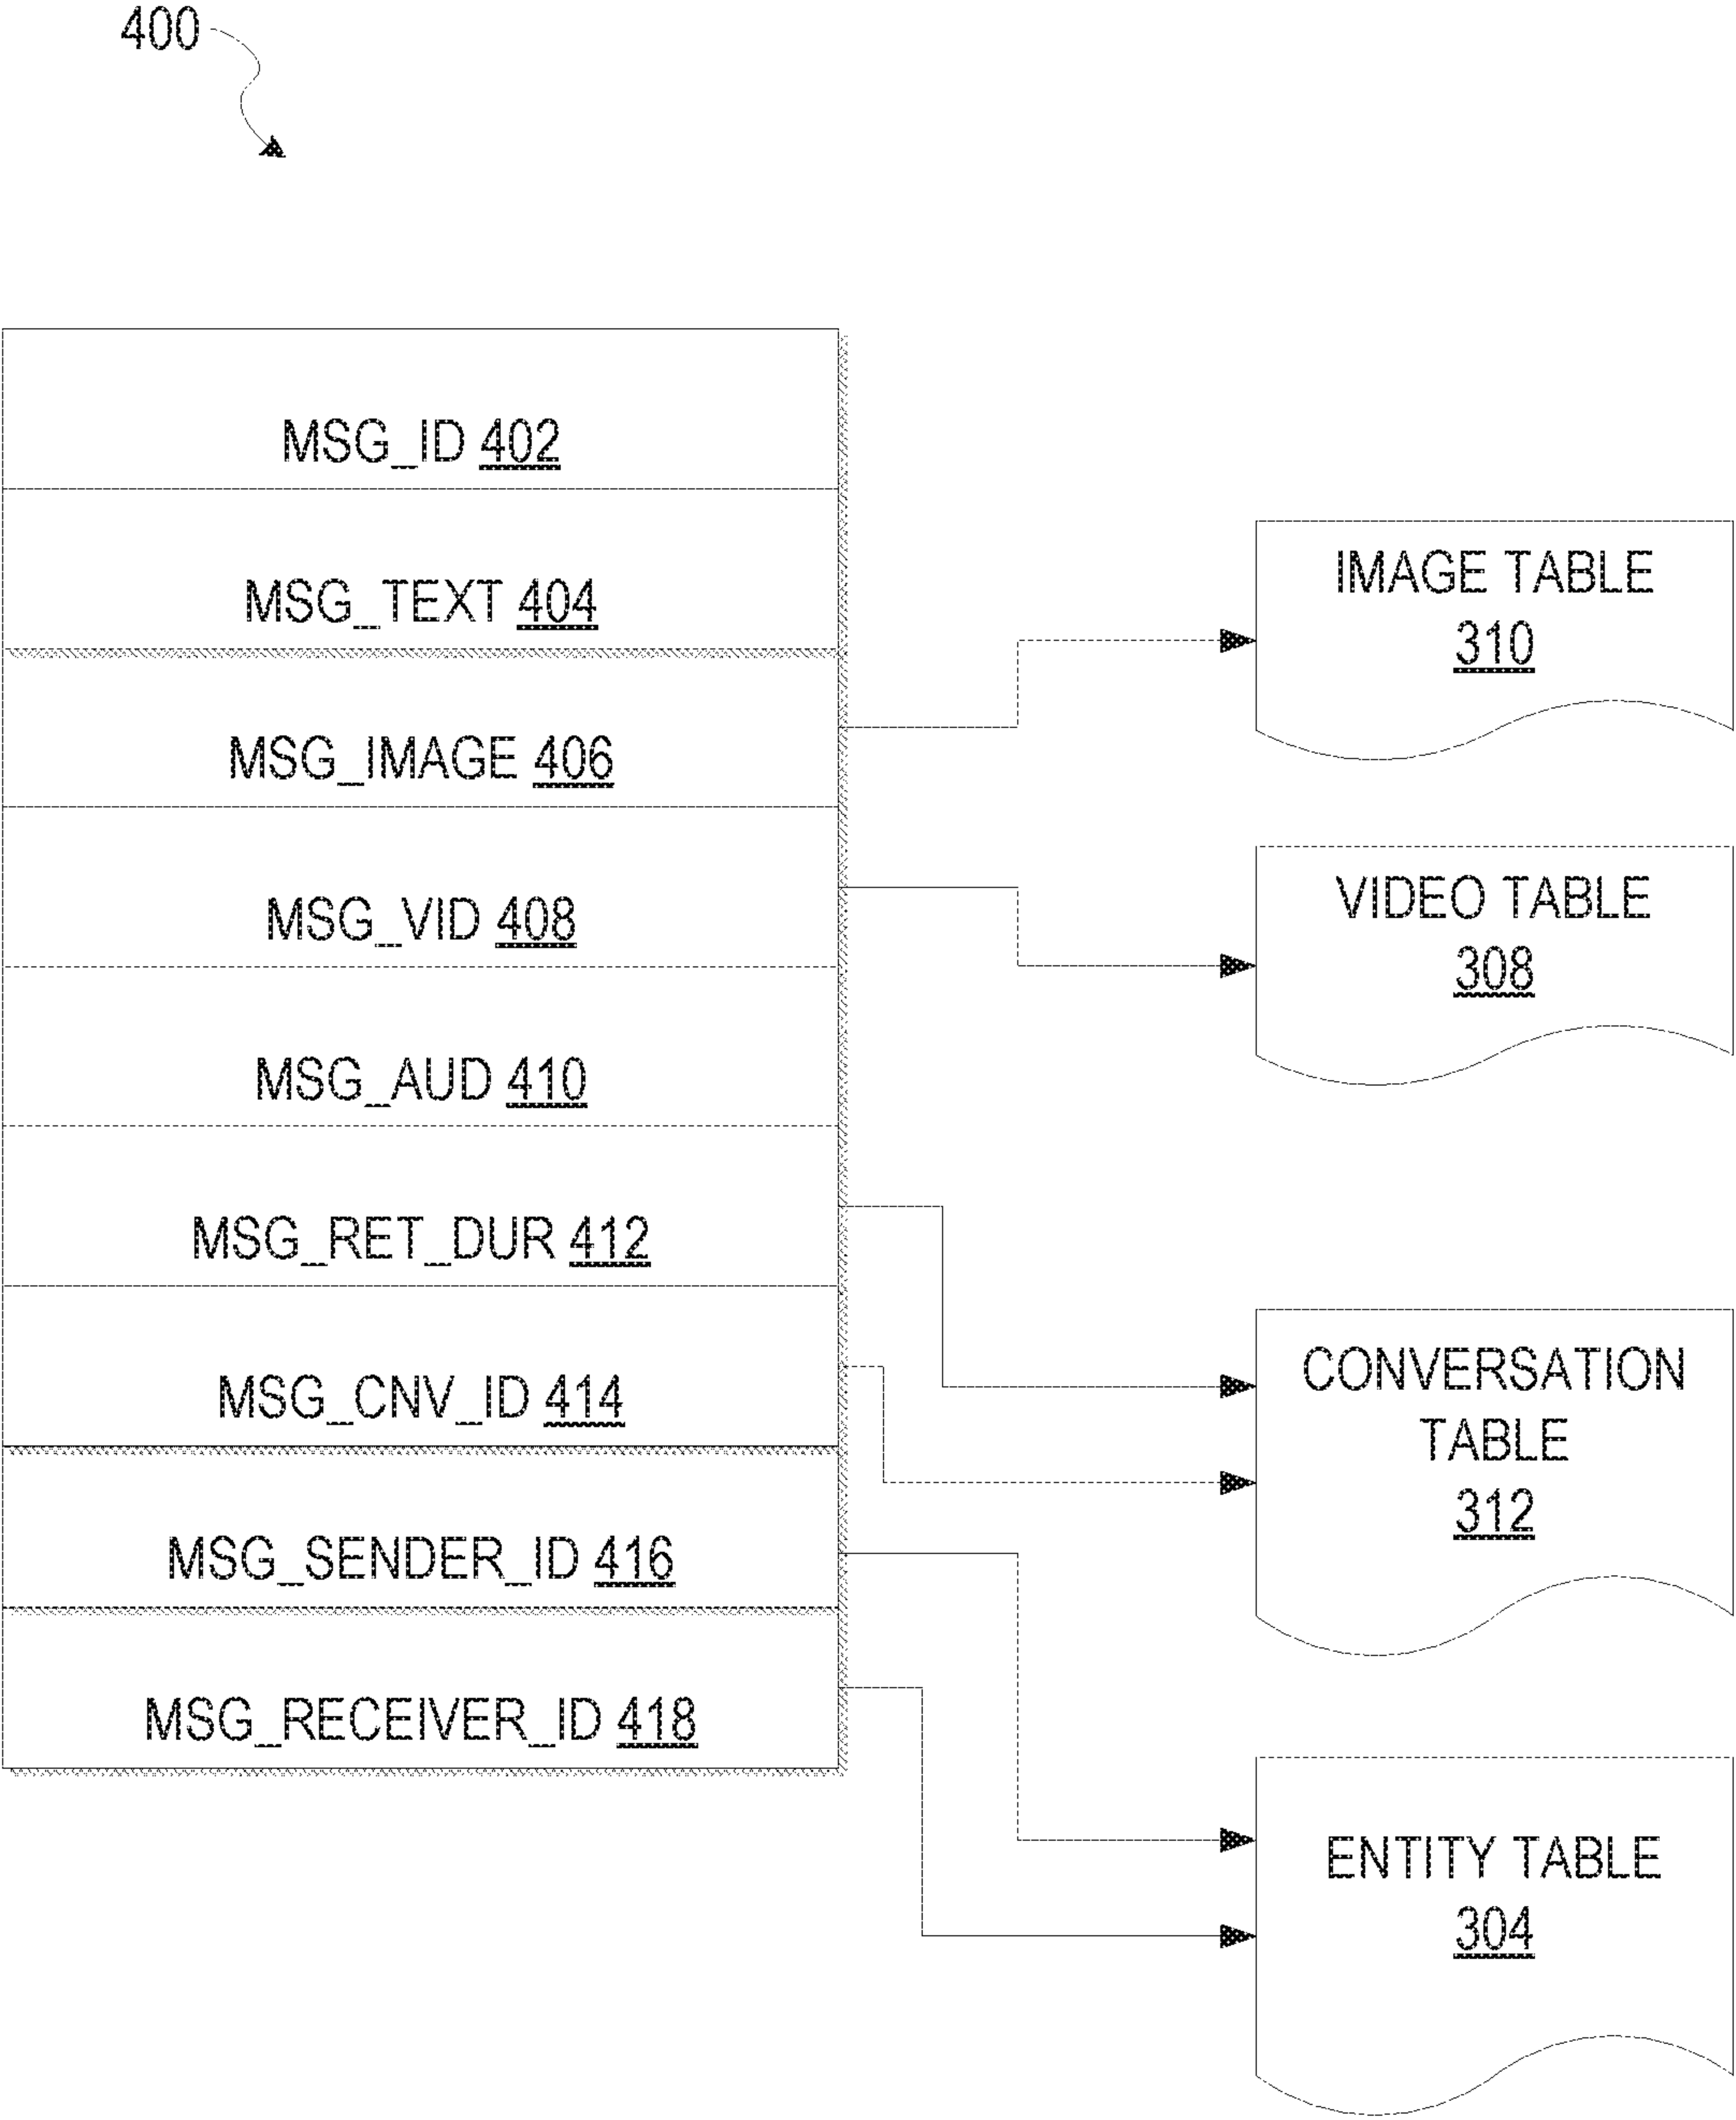 400
MSG_ID 402
MSG_TEXT 404
MSG_IMAGE 406
MSG_VID 408
MSG_AUD 410
MSG_RET_DUR 412
MSG_CNV_ID 414
MSG_SENDER_ID 416
MSG_RECEIVER_ID 418
IMAGE TABLE
310
VIDEO TABLE
308
CONVERSATION
TABLE
312
ENTITY TABLE
304